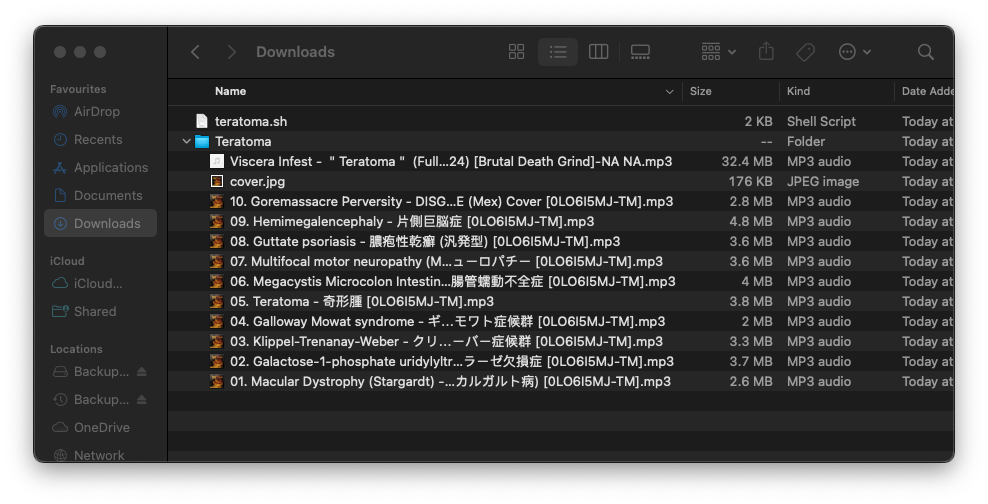 Downloads
Favourites
AirDrop
Recents
Applications
Documents
Downloads
iCloud
iCloud...
Shared
Locations
Backup...
Backup...
OneDrive
Network
Name Size Kind Date Adde
teratoma.sh 2 KB Shell Script Today at
Teratoma -- Folder Today at
Viscera Infest - " Teratoma " (Full...24) [Brutal Death Grind]-NA NA.mp3 32.4 MB MP3 audio Today at
cover.jpg 176 KB JPEG image Today at
10. Goremassacre Perversity - DISG...E (Mex) Cover [0LO6I5MJ-TM].mp3 2.8 MB MP3 audio Today at
09. Hemimegalencephaly - 片側巨脳症 [0LO6I5MJ-TM].mp3 4.8 MB MP3 audio Today at
08. Guttate psoriasis - 膿疱性乾癬 (汎発型) [0LO6I5MJ-TM].mp3 3.6 MB MP3 audio Today at
07. Multifocal motor neuropathy (M...ューロパチー [0LO6I5MJ-TM].mp3 3.6 MB MP3 audio Today at
06. Megacystis Microcolon Intestin...腸管蠕動不全症 [0LO6I5MJ-TM].mp3 4 MB MP3 audio Today at
05. Teratoma - 奇形腫 [0LO6I5MJ-TM].mp3 3.8 MB MP3 audio Today at
04. Galloway Mowat syndrome - ギ...モワト症候群 [0LO6I5MJ-TM].mp3 2 MB MP3 audio Today at
03. Klippel-Trenanay-Weber - クリ...ーバー症候群 [0LO6I5MJ-TM].mp3 3.3 MB MP3 audio Today at
02. Galactose-1-phosphate uridylyltr...ラーゼ欠損症 [0LO6I5MJ-TM].mp3 3.7 MB MP3 audio Today at
01. Macular Dystrophy (Stargardt) -...カルガルト病) [0LO6I5MJ-TM].mp3 2.6 MB MP3 audio Today at